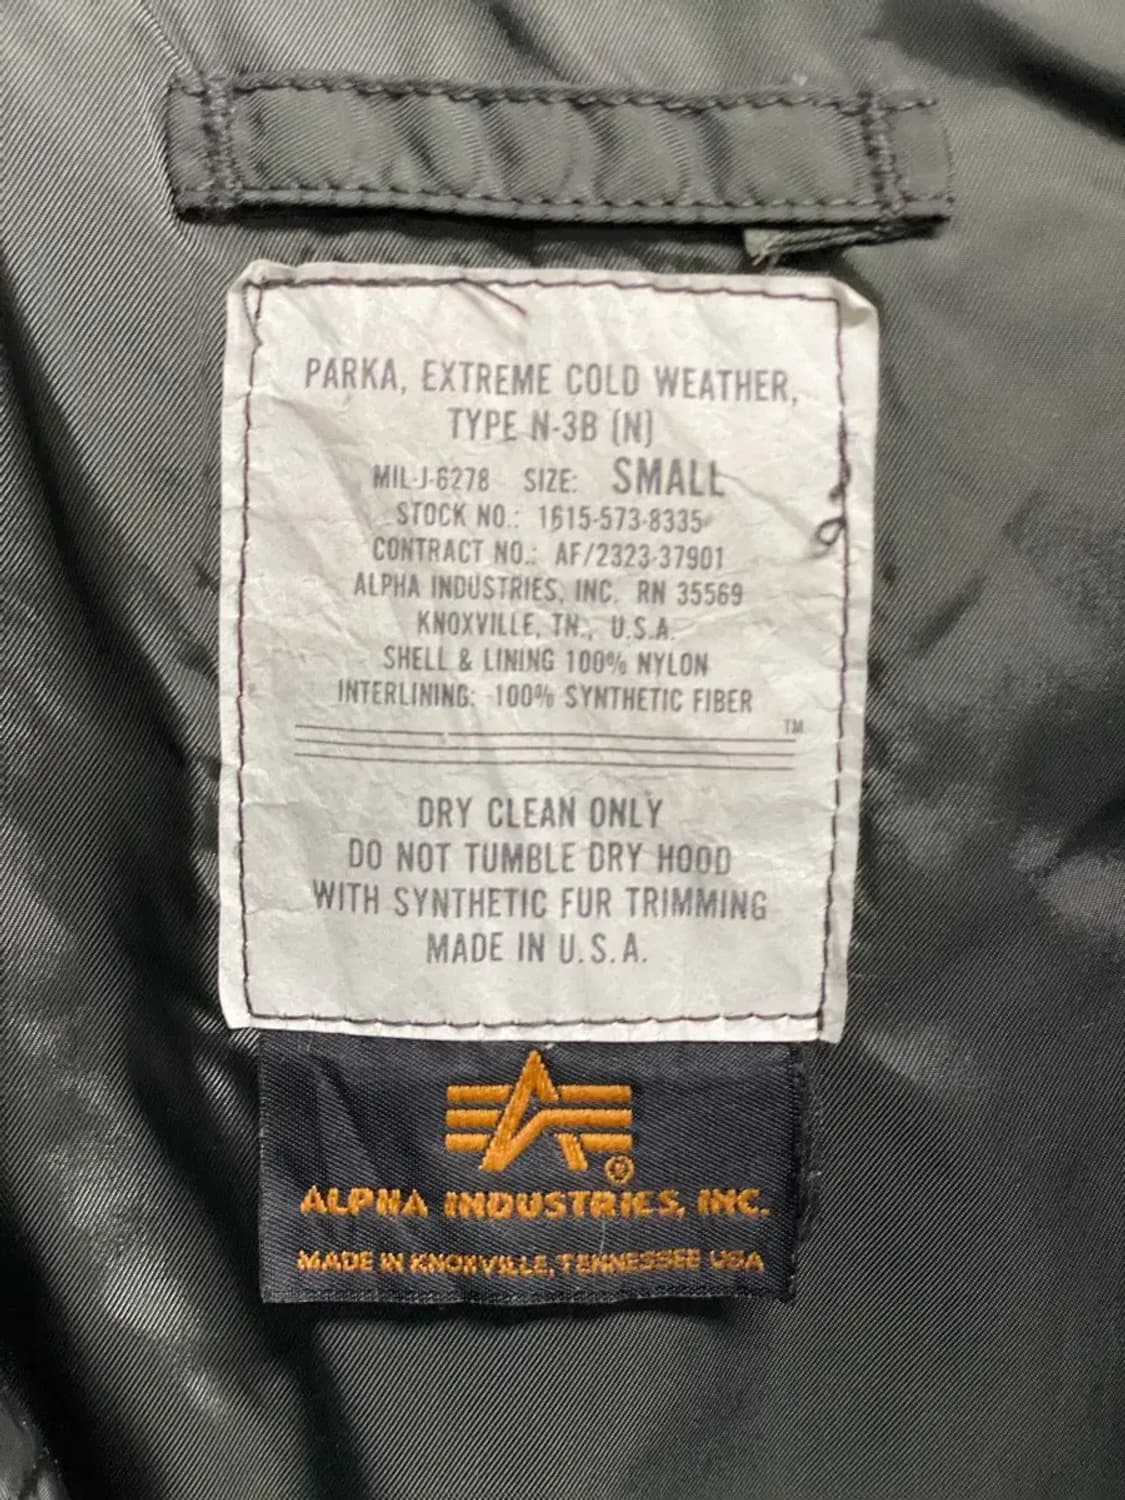 PARKA, EXTREME COLD WEATHER,
TYPE N-3B (N)
MIL-J-6278 SIZE: SMALL
STOCK NO.: 1615-573-8335
CONTRACT NO.: AF/2323-37901
ALPHA INDUSTRIES, INC. RN 35569
KNOXVILLE, TN., U.S.A.
SHELL & LINING 100% NYLON
INTERLINING: 100% SYNTHETIC FIBER
TM
DRY CLEAN ONLY
DO NOT TUMBLE DRY HOOD
WITH SYNTHETIC FUR TRIMMING
MADE IN U.S.A.
®
ALPHA INDUSTRIES, INC.
MADE IN KNOXVILLE, TENNESSEE USA